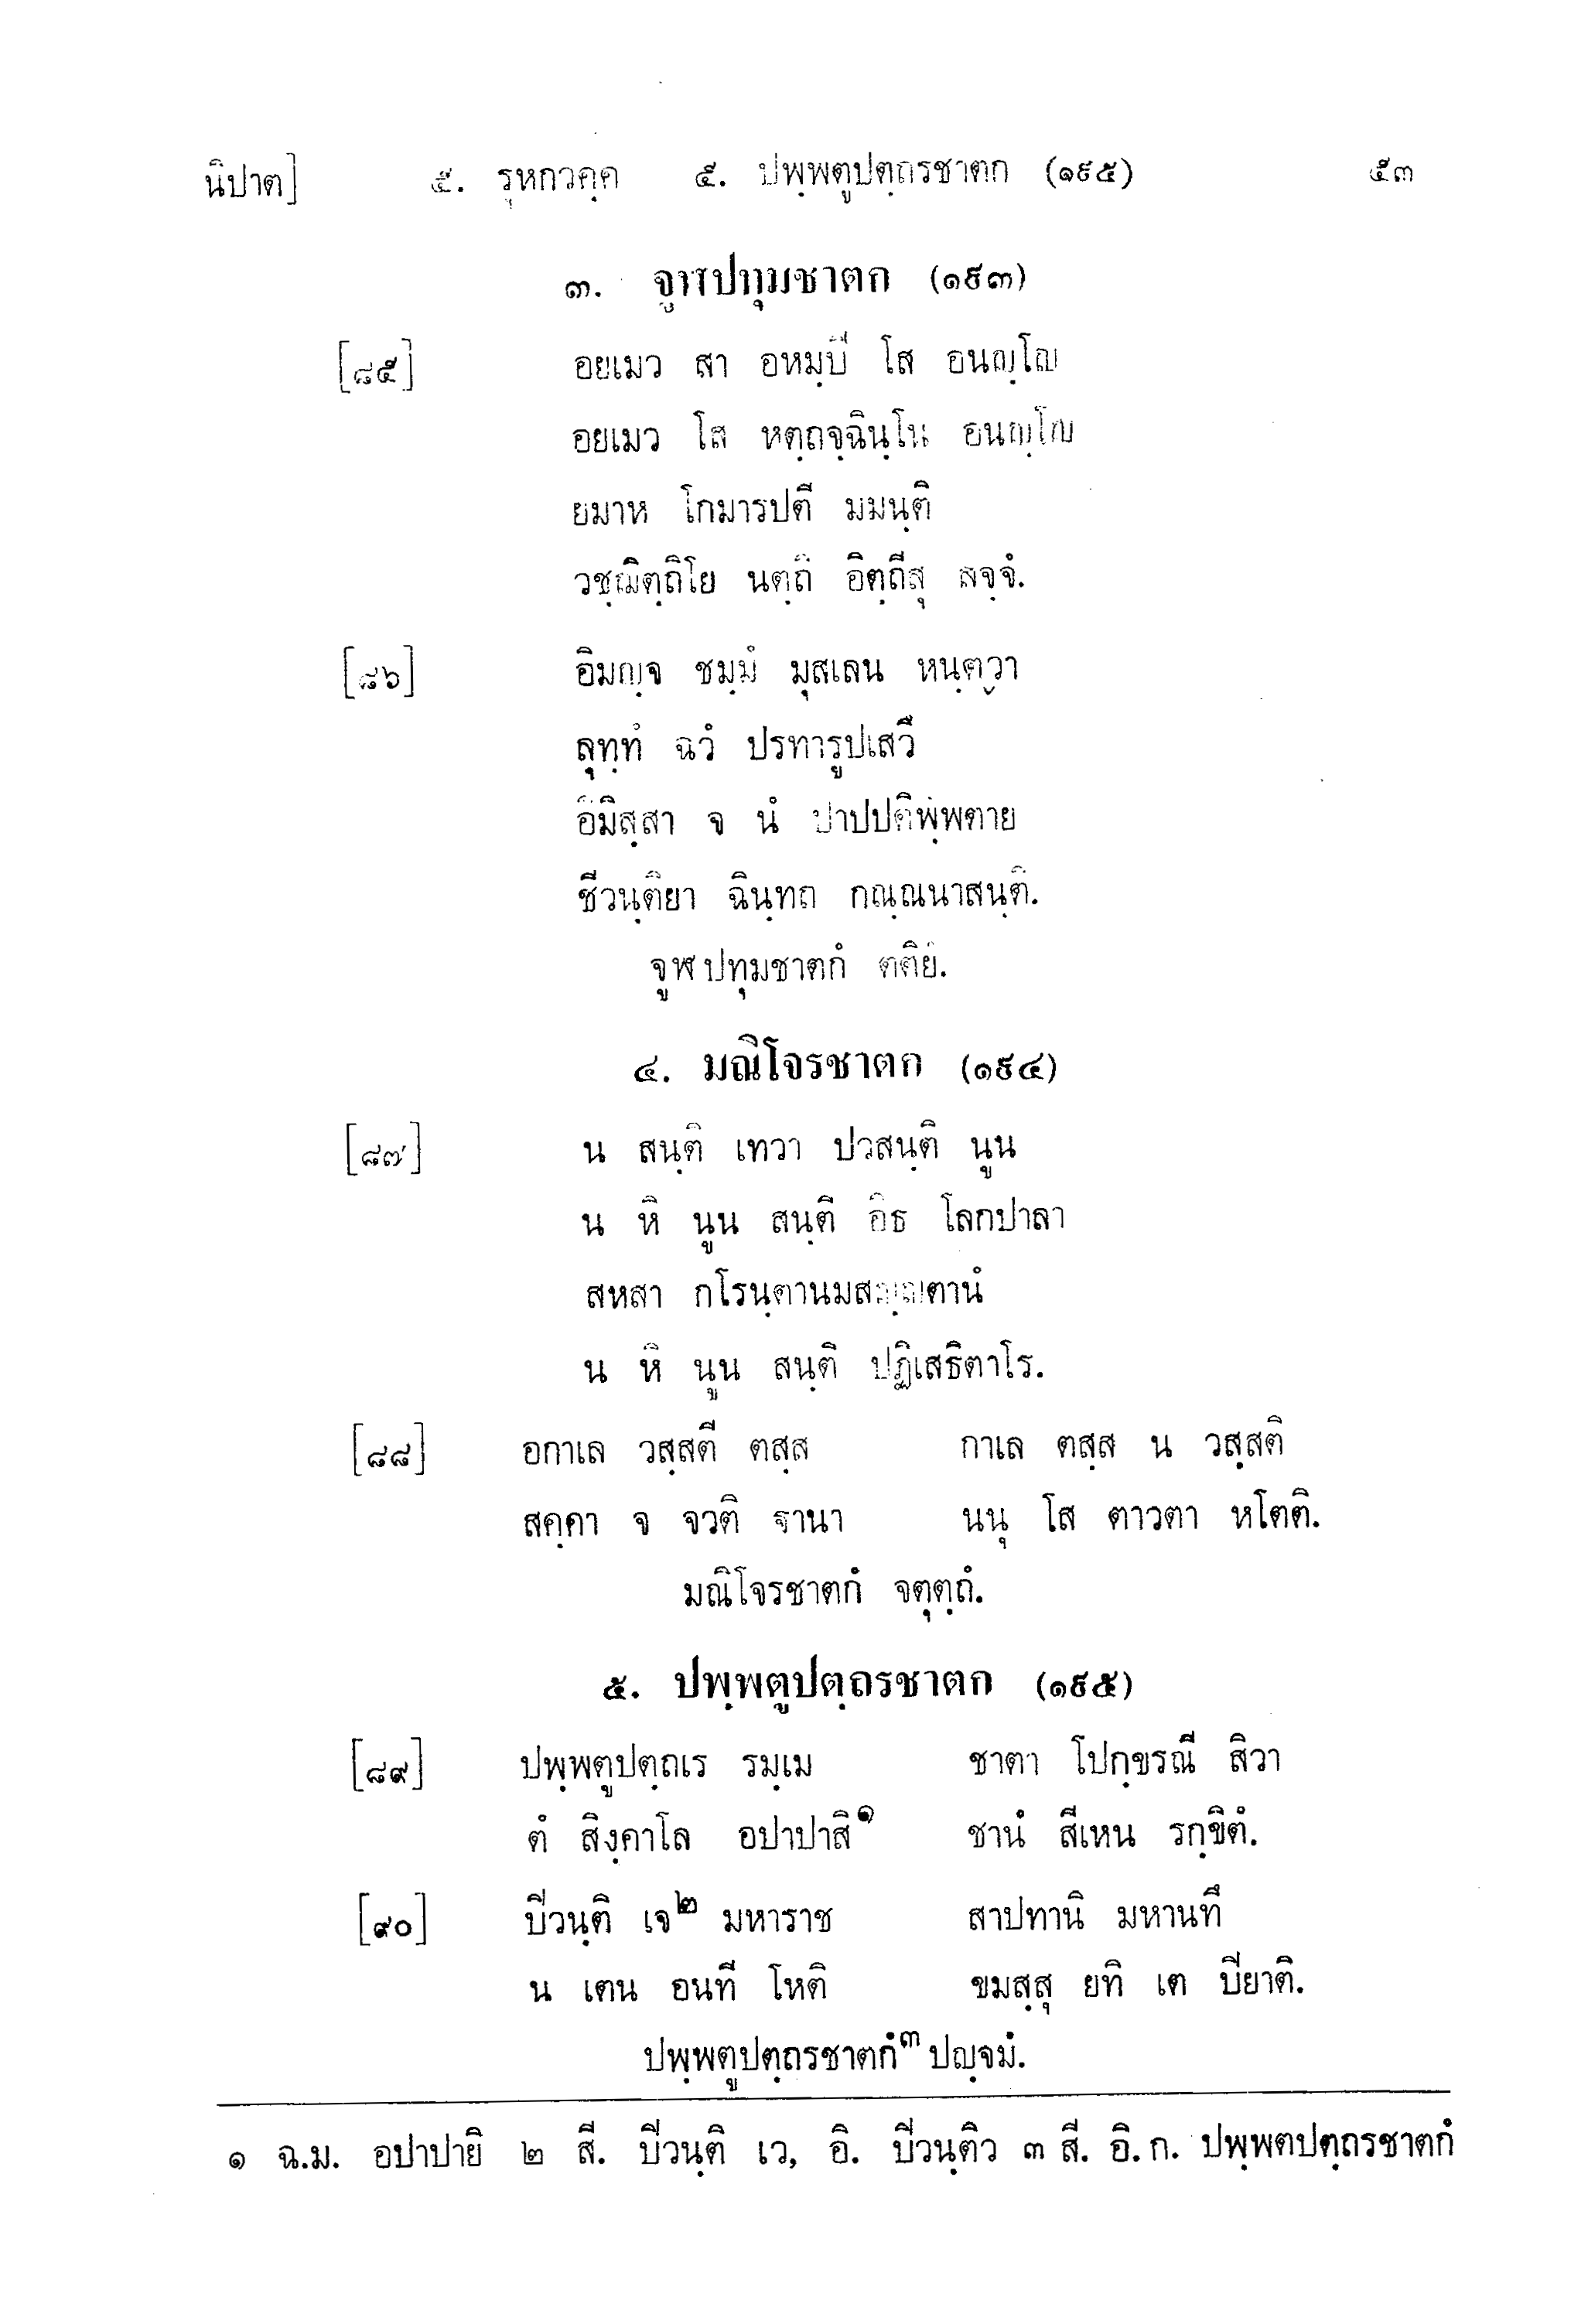 นิปาต] ๕. รุหกวคฺค ๕. ปพฺพตูปตฺถรชาตก (๑๙๕) ๕๓
๓. จูฬปทุมชาตก (๑๙๓)
[๘๕] อยเมว สา อหมฺปิ โส อนญฺโญ
อยเมว โส หตฺถจฺฉินฺโน อนญฺโญ
ยมาห โกมารปตี มมนฺติ
วชฺฌิตฺถิโย นตฺถิ อิตฺถีสุ สจฺจํ.
[๘๖] อิมญฺจ ชมฺมํ มุสเลน หนฺตฺวา
ลุทฺทํ ฉวํ ปรทารูปเสวึ
อิมิสฺสา จ นํ ปาปปติพฺพตาย
ชีวนฺติยา ฉินฺทถ กณฺณนาสนฺติ.
จูฬปทุมชาตกํ ตติยํ.
๔. มณิโจรชาตก (๑๙๔)
[๘๗] น สนฺติ เทวา ปวสนฺติ นูน
น หิ นูน สนฺติ อิธ โลกปาลา
สหสา กโรนฺตานมสญฺญตานํ
น หิ นูน สนฺติ ปฏิเสธิตาโร.
[๘๘] อกาเล วสฺสตี ตสฺส กาเล ตสฺส น วสฺสติ
สคฺคา จ จวติ ฐานา นนุ โส ตาวตา หโตติ.
มณิโจรชาตกํ จตุตฺถํ.
๕. ปพฺพตูปตฺถรชาตก (๑๙๕)
[๘๙] ปพฺพตูปตฺถเร รมฺเม ชาตา โปกฺขรณี สิวา
ตํ สิงฺคาโล อปาปาสิ๑ ชานํ สีเหน รกฺขิตํ.
[๙๐] ปิวนฺติ เจ๒ มหาราช สาปทานิ มหานทึ
น เตน อนที โหติ ขมสฺสุ ยทิ เต ปิยาติ.
ปพฺพตูปตฺถรชาตกํ๓ ปญฺจมํ.
๑ ฉ.ม. อปาปายิ ๒ สี. ปิวนฺติ เว, อิ. ปิวนฺติว ๓ สี. อิ. ก. ปพฺพตปตฺถรชาตกํ